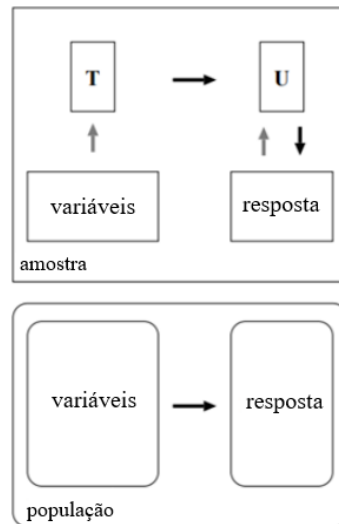 T U
variáveis resposta
amostra
variáveis resposta
população